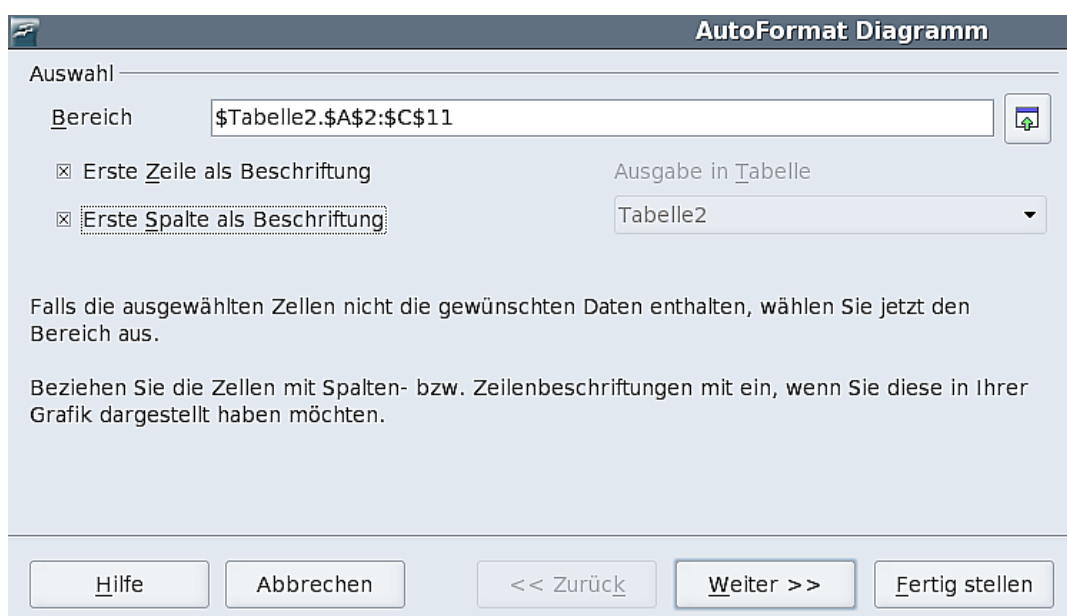 AutoFormat Diagramm
Auswahl
Bereich $Tabelle2.$A$2:$C$11
Erste Zeile als Beschriftung Ausgabe in Tabelle
Erste Spalte als Beschriftung Tabelle2
Falls die ausgewählten Zellen nicht die gewünschten Daten enthalten, wählen Sie jetzt den
Bereich aus.
Beziehen Sie die Zellen mit Spalten- bzw. Zeilenbeschriftungen mit ein, wenn Sie diese in Ihrer
Grafik dargestellt haben möchten.
Hilfe Abbrechen << Zurück Weiter >> Fertig stellen